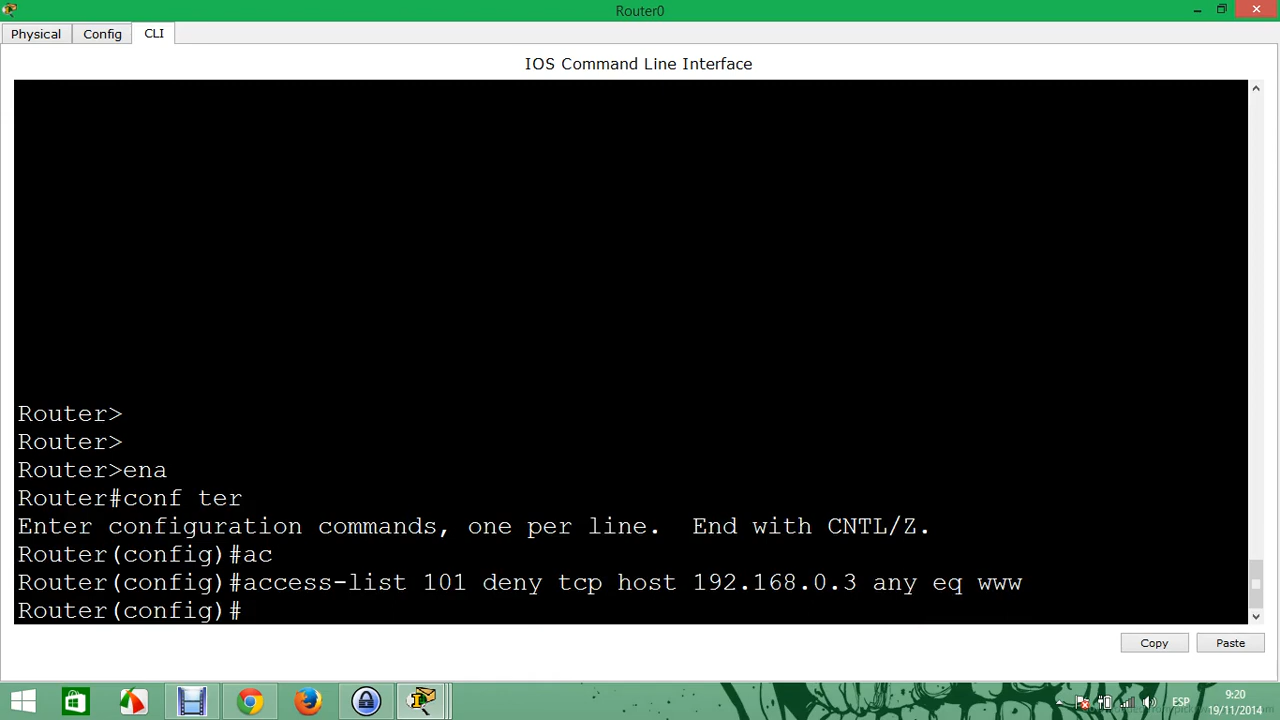 Router0
Physical
Config
CLI
IOS Command Line Interface
Router>
Router>
Router>ena
Router#conf ter
Enter configuration commands, one per line.  End with CNTL/Z.
Router(config)#ac
Router(config)#access-list 101 deny tcp host 192.168.0.3 any eq www
Router(config)#
Copy
Paste
ESP
9:20
19/11/2014